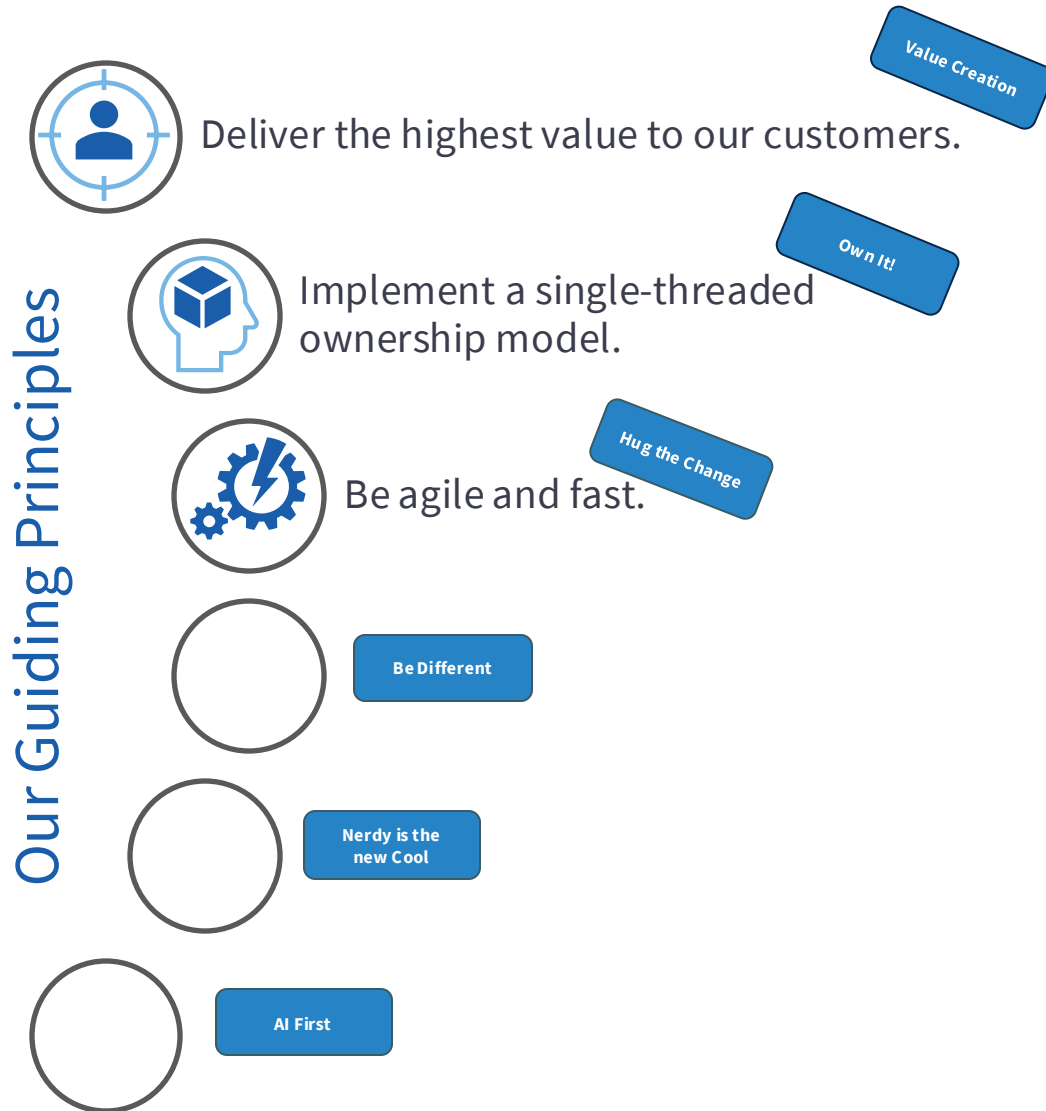 Our Guiding Principles
Value Creation
Deliver the highest value to our customers.
Own It!
Implement a single-threaded
ownership model.
Hug the Change
Be agile and fast.
Be Different
Nerdy is the
new Cool
AI First